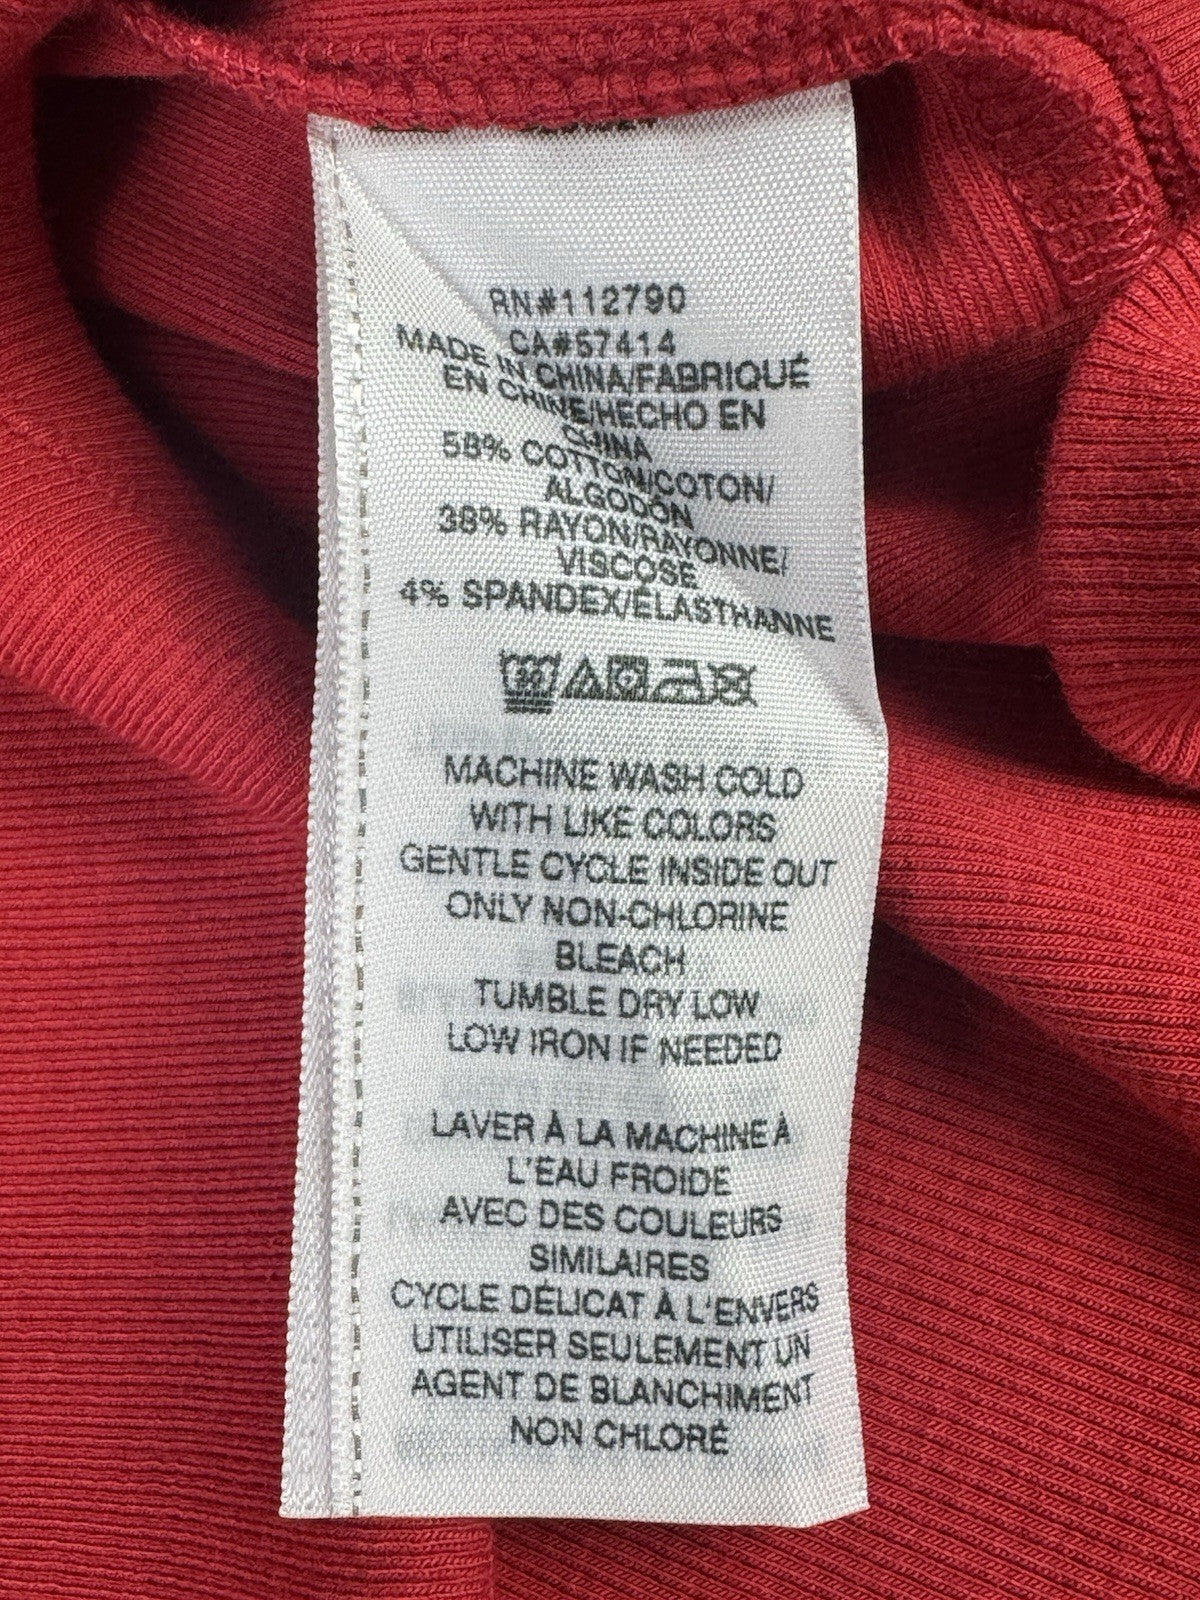 RN#112790
CA#57414
MADE IN CHINA/FABRIQUÉ
EN CHINE/HECHO EN
CHINA
58% COTTON/COTON/
ALGODÓN
38% RAYON/RAYONNE/
VISCOSE
4% SPANDEX/ÉLASTHANNE
30
MACHINE WASH COLD
WITH LIKE COLORS
GENTLE CYCLE INSIDE OUT
ONLY NON-CHLORINE
BLEACH
TUMBLE DRY LOW
LOW IRON IF NEEDED
LAVER À LA MACHINE À
L'EAU FROIDE
AVEC DES COULEURS
SIMILAIRES
CYCLE DÉLICAT À L'ENVERS
UTILISER SEULEMENT UN
AGENT DE BLANCHIMENT
NON CHLORÉ